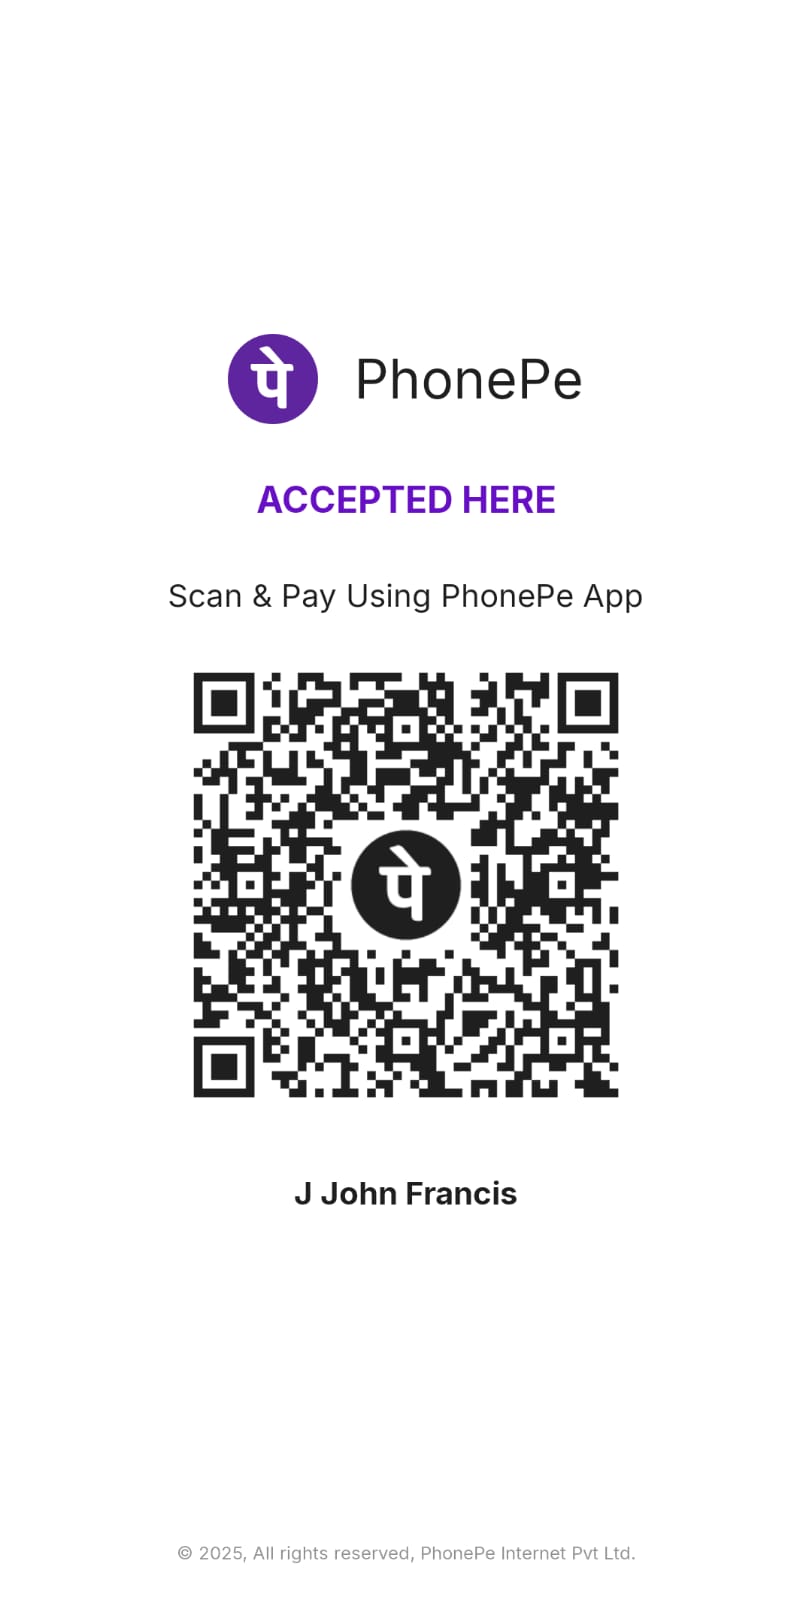 पे PhonePe
ACCEPTED HERE
Scan & Pay Using PhonePe App
पे
J John Francis
© 2025, All rights reserved, PhonePe Internet Pvt Ltd.